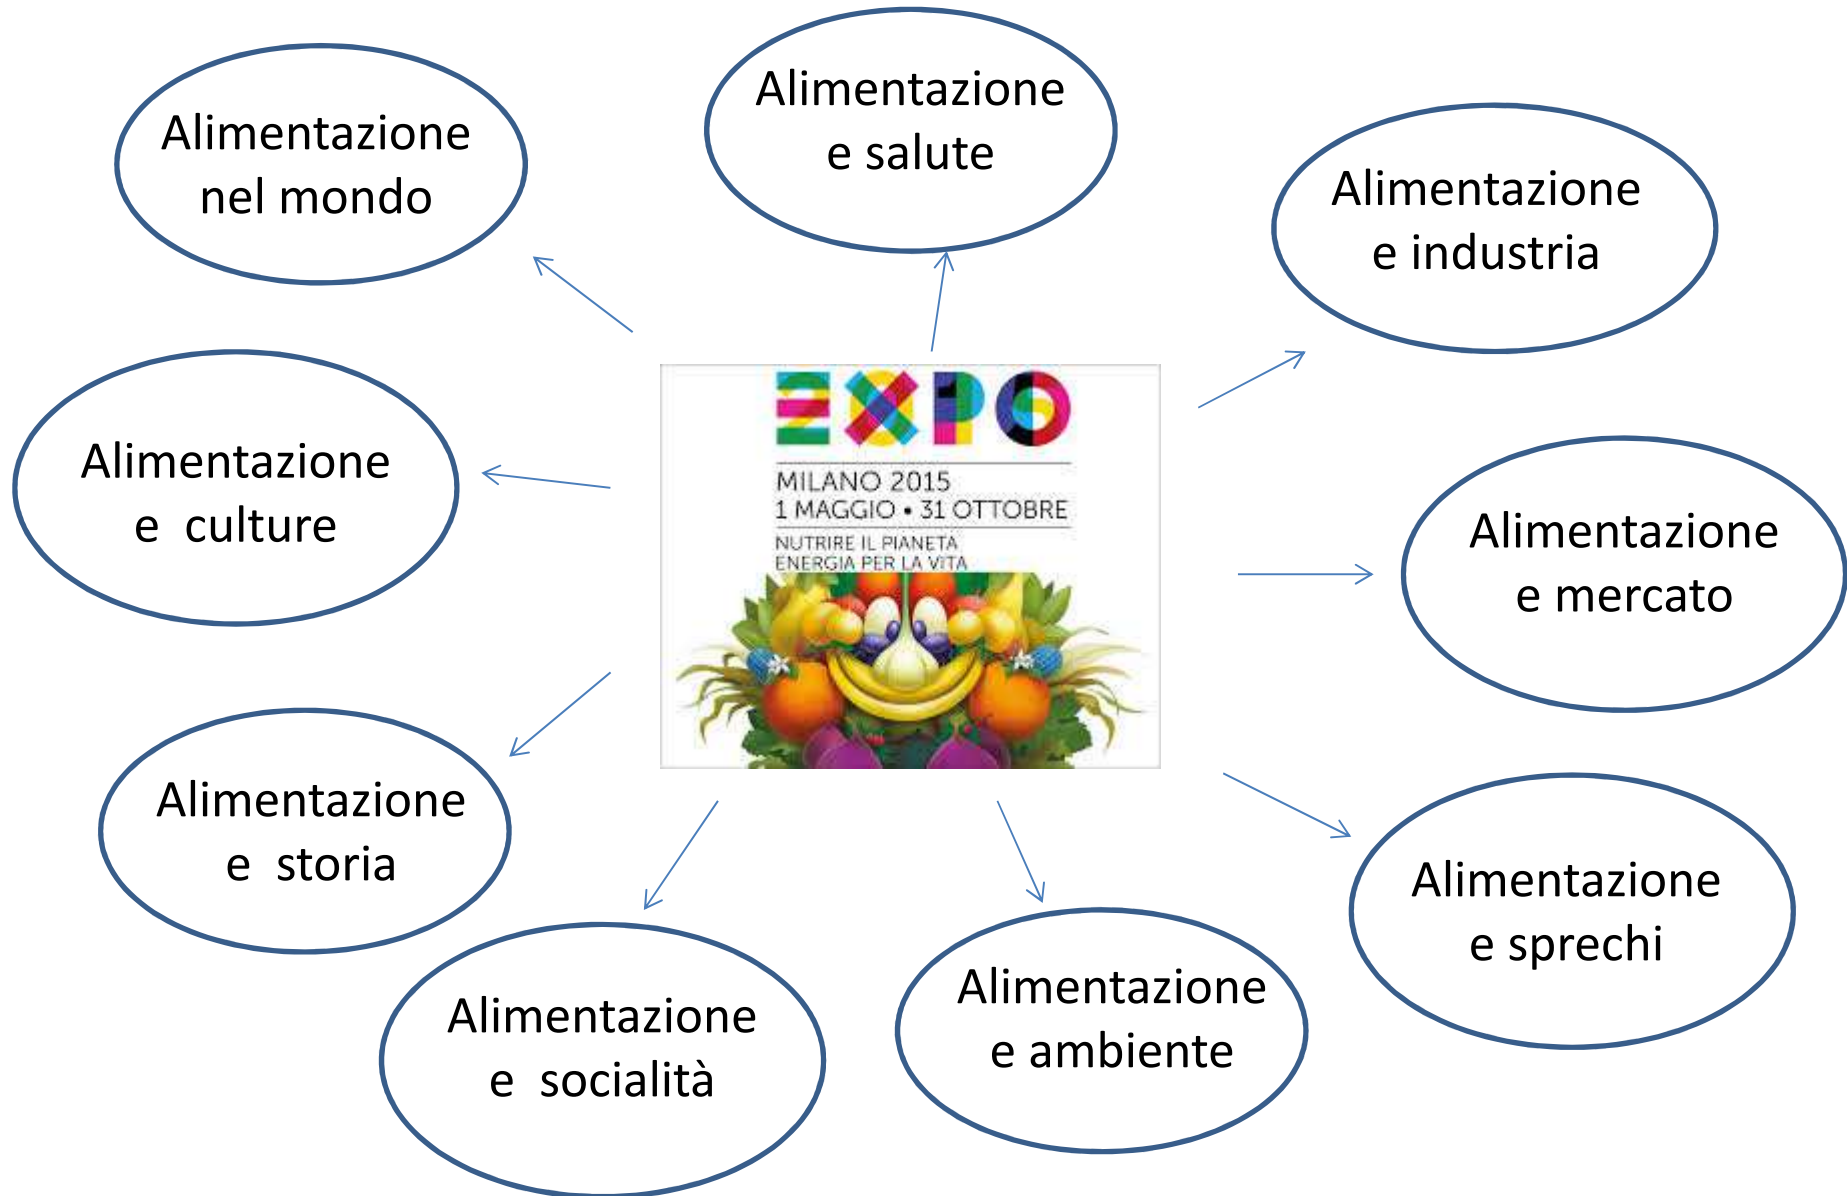 Alimentazione
nel mondo
Alimentazione
e salute
Alimentazione
e industria
Alimentazione
e culture
EXPO
MILANO 2015
1 MAGGIO • 31 OTTOBRE
NUTRIRE IL PIANETA
ENERGIA PER LA VITA
Alimentazione
e mercato
Alimentazione
e storia
Alimentazione
e sprechi
Alimentazione
e socialità
Alimentazione
e ambiente